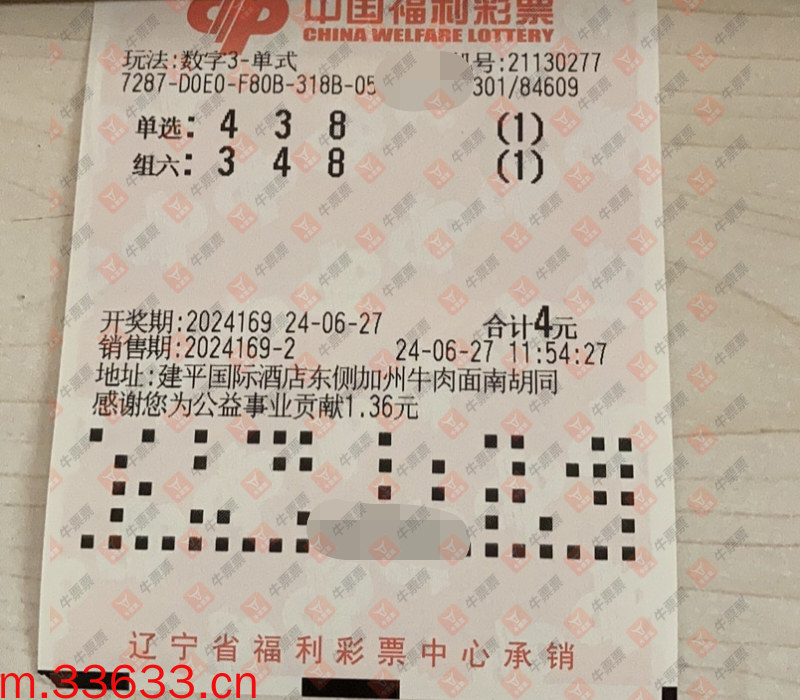 中国福利彩票
CHINA WELFARE LOTTERY
玩法:数字3-单式 机号:21130277
7287-D0E0-F80B-318B-05 301/84609
单选: 4 3 8 (1)
组六: 3 4 8 (1)
开奖期:2024169 24-06-27 合计4元
销售期:2024169-2 24-06-27 11:54:27
地址:建平国际酒店东侧加州牛肉面南胡同
感谢您为公益事业贡献1.36元
辽宁省福利彩票中心承销
m.33633.cn
牛票票